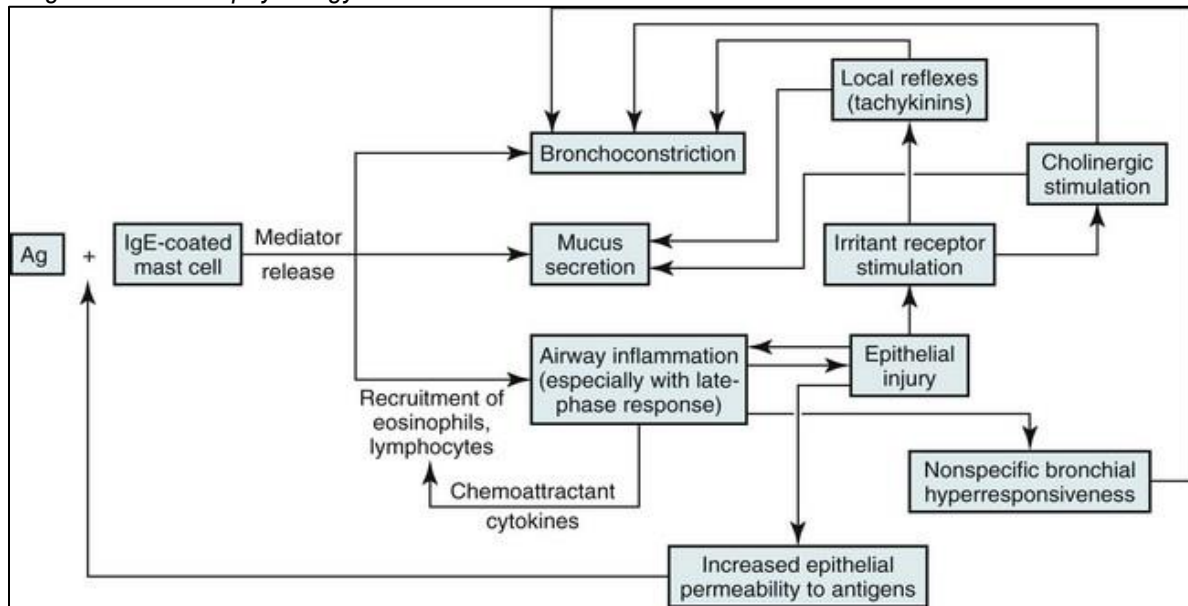 Local reflexes
(tachykinins)
Bronchoconstriction
Cholinergic
stimulation
Ag
+
IgE-coated
mast cell
Mediator
release
Mucus
secretion
Irritant receptor
stimulation
Airway inflammation
(especially with late-
phase response)
Epithelial
injury
Recruitment of
eosinophils,
lymphocytes
Chemoattractant
cytokines
Nonspecific bronchial
hyperresponsiveness
Increased epithelial
permeability to antigens